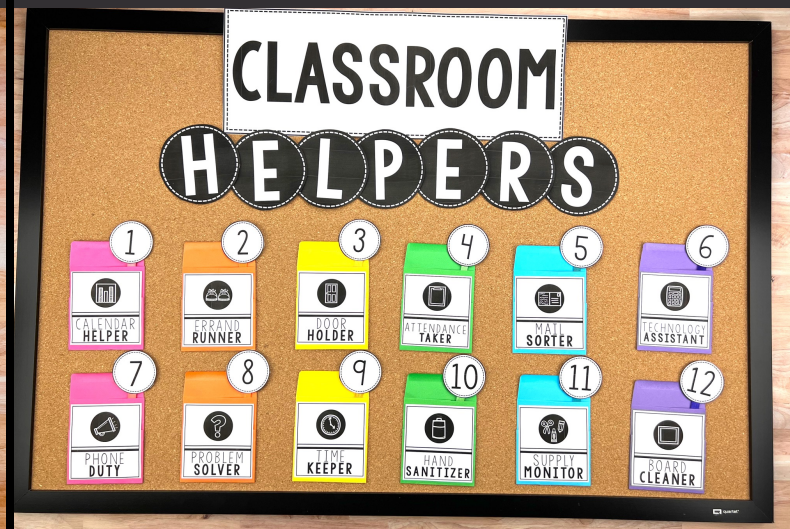 CLASSROOM
HELPERS
1
2
3
4
5
6
CALENDAR
HELPER
ERRAND
RUNNER
DOOR
HOLDER
ATTENDANCE
TAKER
MAIL
SORTER
TECHNOLOGY
ASSISTANT
7
8
9
10
11
12
PHONE
DUTY
PROBLEM
SOLVER
TIME
KEEPER
HAND
SANITIZER
SUPPLY
MONITOR
BOARD
CLEANER
?
quartet